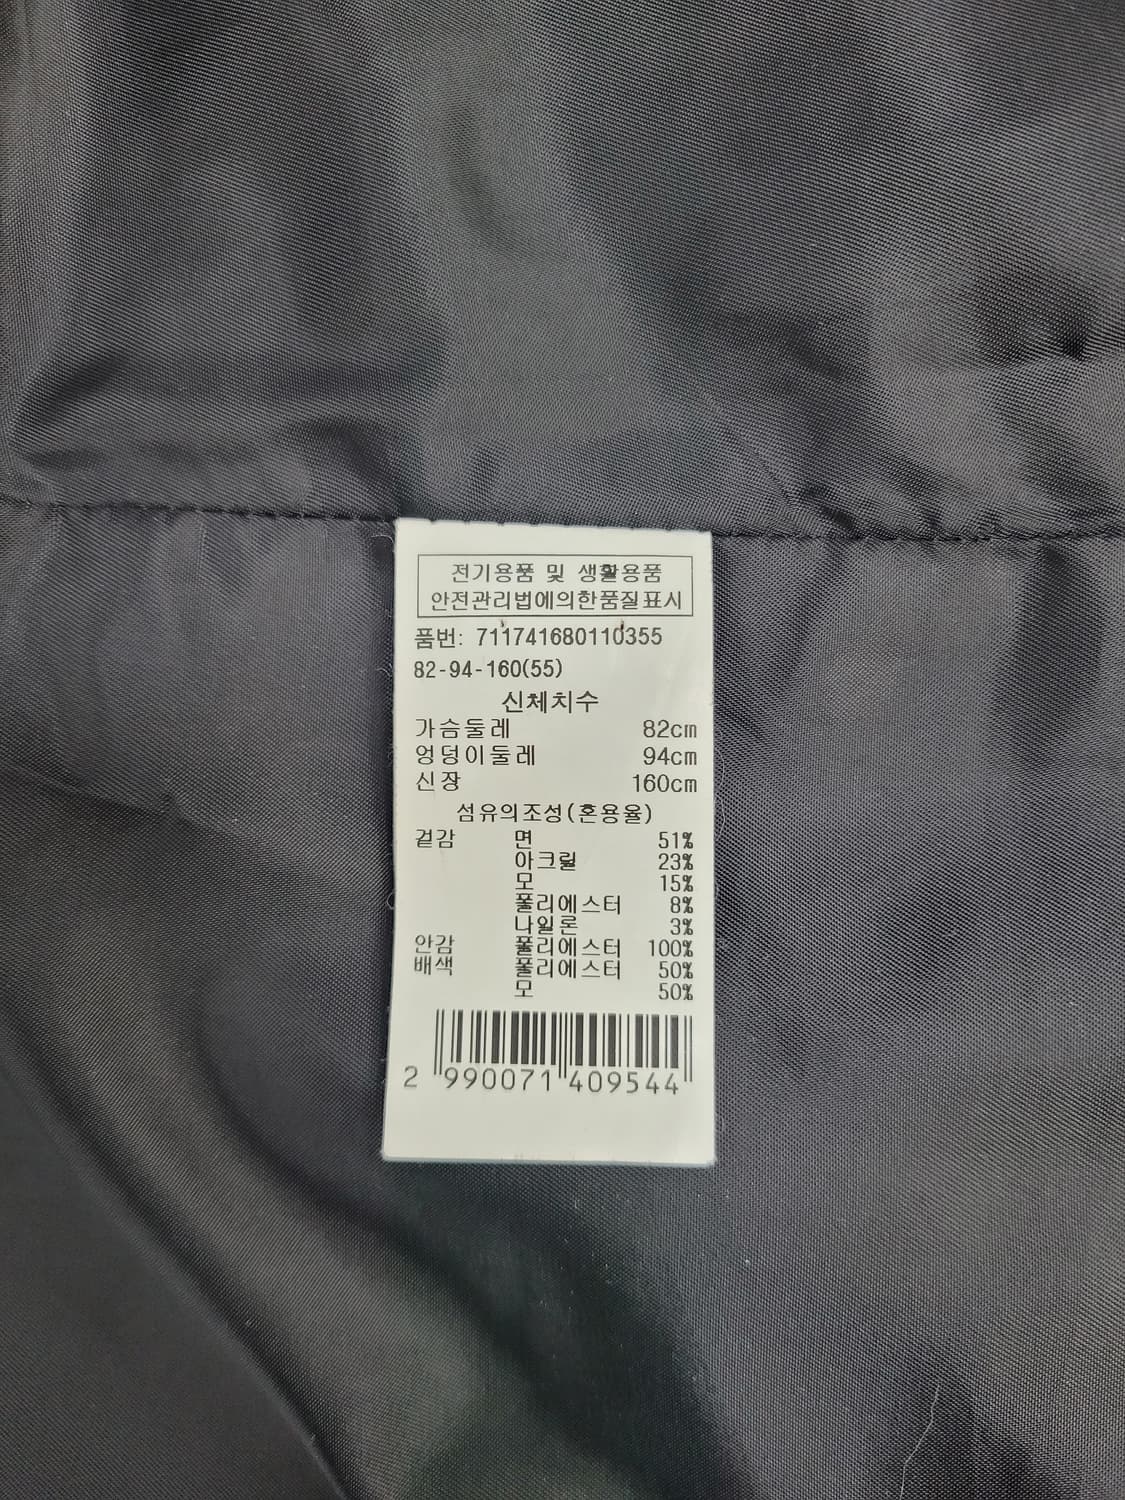 전기용품 및 생활용품
안전관리법에의한품질표시
품번: 711741680110355
82-94-160(55)
신체치수
가슴둘레 82cm
엉덩이둘레 94cm
신장 160cm
섬유의조성(혼용율)
겉감 면 51%
아크릴 23%
모 15%
폴리에스터 8%
나일론 3%
안감 폴리에스터 100%
배색 폴리에스터 50%
모 50%
2 990071 409544